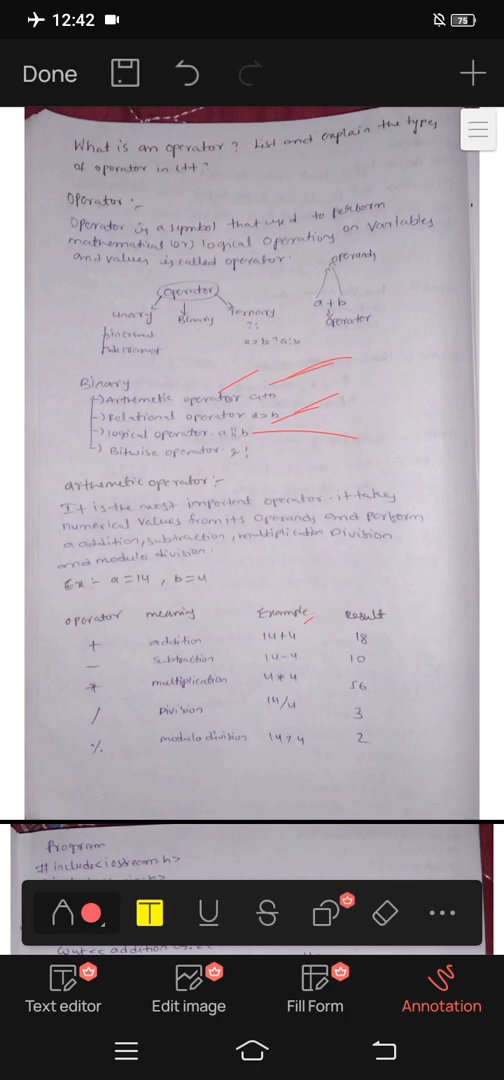 12:42
75
Done
What is an operator? List and explain the types
of operator in C++?
Operator :-
Operator is a symbol that used to perform
mathematical (or) logical operations on variables
and values is called operator.
operands
Operator
a+b
unary
Binary
ternary
operator
?:
increment
a>b?a:b
decrement
Binary
-) Arthemetic operator a+b
-) Relational operator a>b
-) logical operator. a||b
-) Bitwise operator.
arthemetic operator :-
It is the most important operator. it takes
numerical values from its operands and perform
a addition, subtraction, multiplication Division
and modulo division.
Ex :- a=14 , b=4
operator meaning Example Result
+ addition 14+4 18
- subtraction 14-4 10
* multiplication 4*4 56
/ Division 14/4 3
% modulo division 14%4 2
Program
#include<iostream.h>
addition
Text editor
Edit image
Fill Form
Annotation